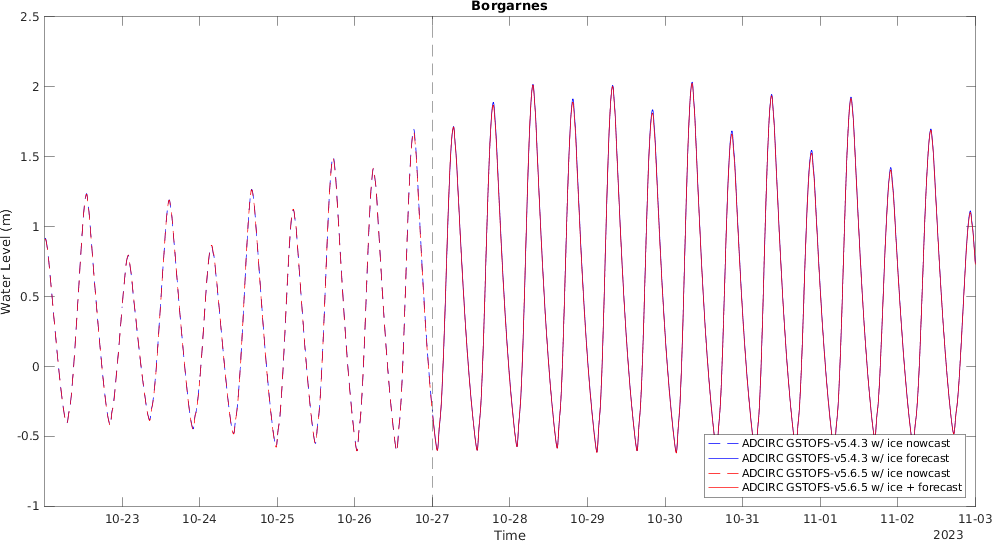 Borgarnes
2.5
2
1.5
1
0.5
0
-0.5
-1
Water Level (m)
ADCIRC GSTOFS-v5.4.3 w/ ice nowcast
ADCIRC GSTOFS-v5.4.3 w/ ice forecast
ADCIRC GSTOFS-v5.6.5 w/ ice nowcast
ADCIRC GSTOFS-v5.6.5 w/ ice + forecast
10-23 10-24 10-25 10-26 10-27 10-28 10-29 10-30 10-31 11-01 11-02 11-03
Time
2023